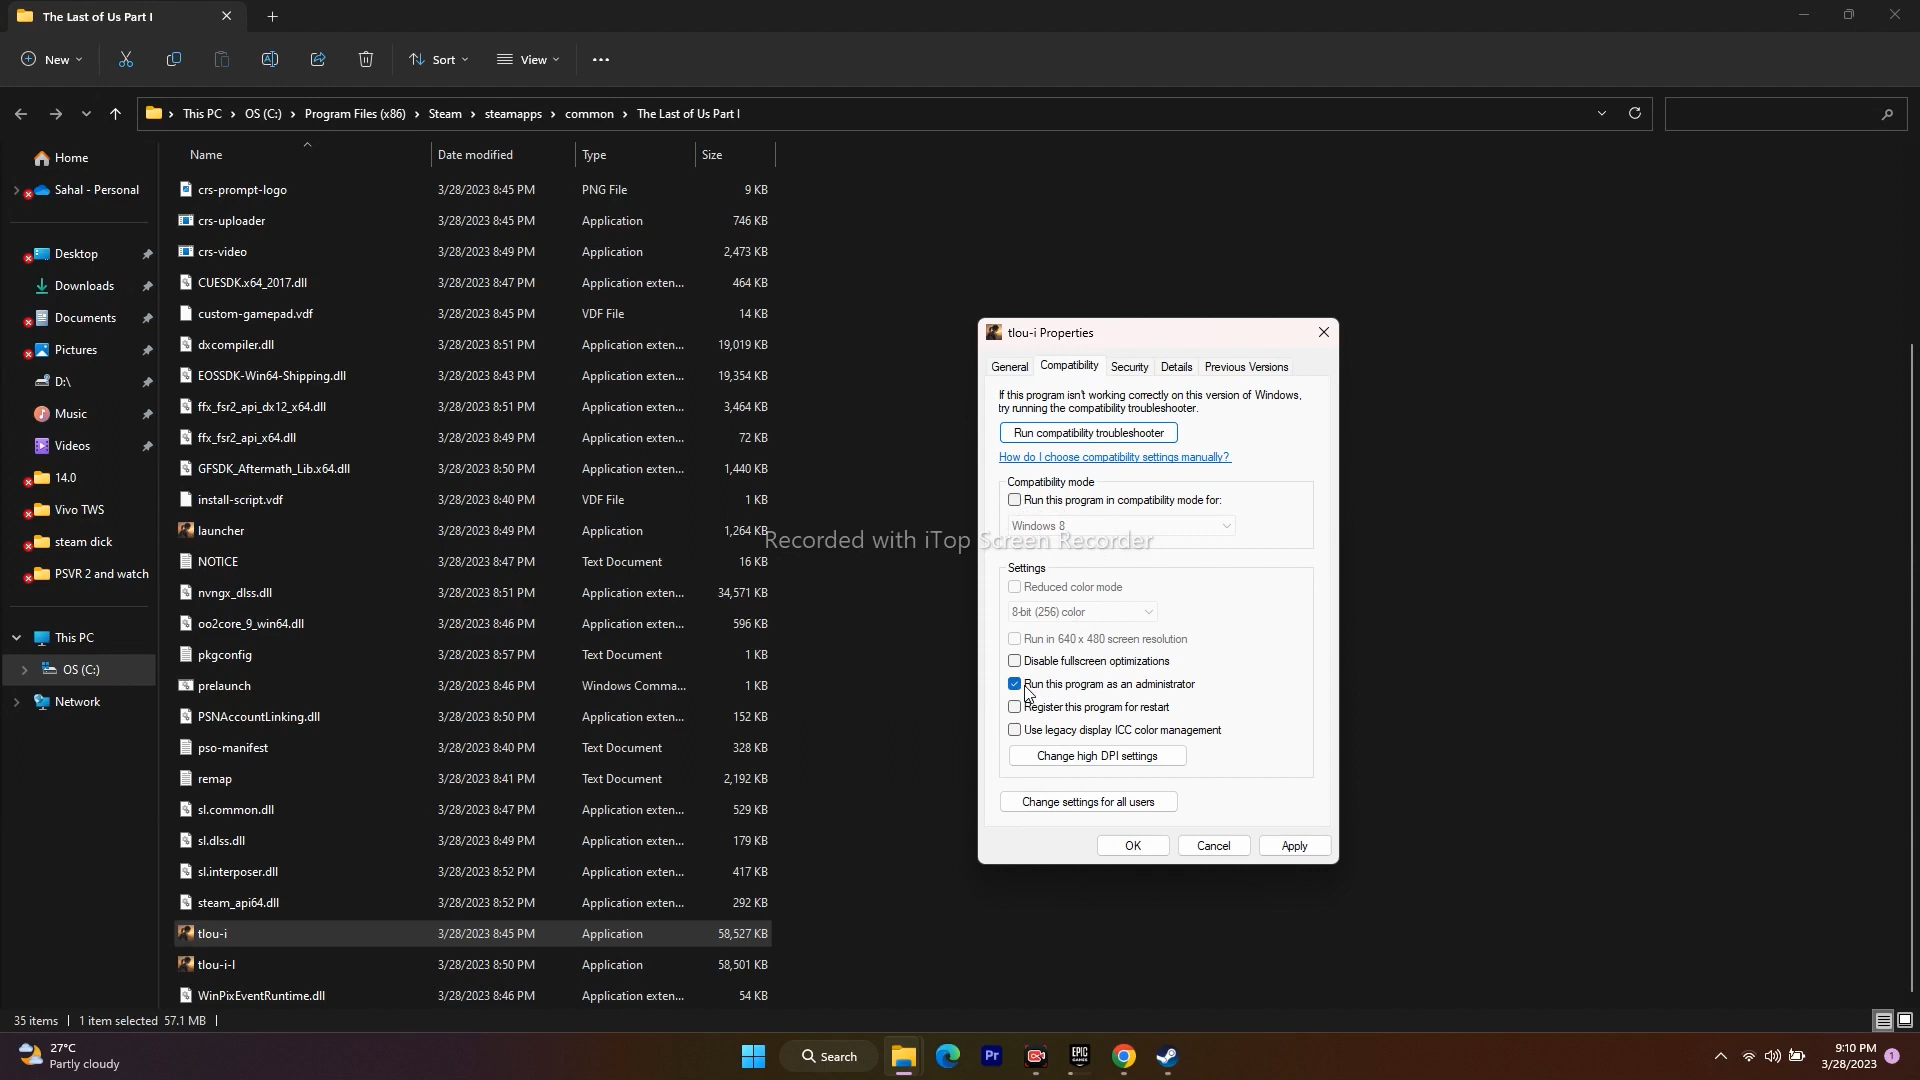 The Last of Us Part I
New
Sort
View
This PC
OS (C:)
Program Files (x86)
Steam
steamapps
common
The Last of Us Part I
Name
Date modified
Type
Size
Home
Sahal - Personal
Desktop
Downloads
Documents
Pictures
D:\
Music
Videos
14.0
Vivo TWS
steam dick
PSVR 2 and watch
This PC
OS (C:)
Network
crs-prompt-logo 3/28/2023 8:45 PM PNG File 9 KB
crs-uploader 3/28/2023 8:45 PM Application 746 KB
crs-video 3/28/2023 8:49 PM Application 2,473 KB
CUESDK.x64_2017.dll 3/28/2023 8:47 PM Application exten... 464 KB
custom-gamepad.vdf 3/28/2023 8:45 PM VDF File 14 KB
dxcompiler.dll 3/28/2023 8:51 PM Application exten... 19,019 KB
EOSSDK-Win64-Shipping.dll 3/28/2023 8:43 PM Application exten... 19,354 KB
ffx_fsr2_api_dx12_x64.dll 3/28/2023 8:51 PM Application exten... 3,464 KB
ffx_fsr2_api_x64.dll 3/28/2023 8:49 PM Application exten... 72 KB
GFSDK_Aftermath_Lib.x64.dll 3/28/2023 8:50 PM Application exten... 1,440 KB
install-script.vdf 3/28/2023 8:40 PM VDF File 1 KB
launcher 3/28/2023 8:49 PM Application 1,264 KB
NOTICE 3/28/2023 8:47 PM Text Document 16 KB
nvngx_dlss.dll 3/28/2023 8:51 PM Application exten... 34,571 KB
oo2core_9_win64.dll 3/28/2023 8:46 PM Application exten... 596 KB
pkgconfig 3/28/2023 8:57 PM Text Document 1 KB
prelaunch 3/28/2023 8:46 PM Windows Comma... 1 KB
PSNAccountLinking.dll 3/28/2023 8:50 PM Application exten... 152 KB
pso-manifest 3/28/2023 8:40 PM Text Document 328 KB
remap 3/28/2023 8:41 PM Text Document 2,192 KB
sl.common.dll 3/28/2023 8:47 PM Application exten... 529 KB
sl.dlss.dll 3/28/2023 8:49 PM Application exten... 179 KB
sl.interposer.dll 3/28/2023 8:52 PM Application exten... 417 KB
steam_api64.dll 3/28/2023 8:52 PM Application exten... 292 KB
tlou-i 3/28/2023 8:45 PM Application 58,527 KB
tlou-i-l 3/28/2023 8:50 PM Application 58,501 KB
WinPixEventRuntime.dll 3/28/2023 8:46 PM Application exten... 54 KB
tlou-i Properties
General Compatibility Security Details Previous Versions
If this program isn't working correctly on this version of Windows,
try running the compatibility troubleshooter.
Run compatibility troubleshooter
How do I choose compatibility settings manually?
Compatibility mode
Run this program in compatibility mode for:
Windows 8
Recorded with iTop Screen Recorder
Settings
Reduced color mode
8-bit (256) color
Run in 640 x 480 screen resolution
Disable fullscreen optimizations
Run this program as an administrator
Register this program for restart
Use legacy display ICC color management
Change high DPI settings
Change settings for all users
OK Cancel Apply
35 items 1 item selected 57.1 MB
27°C
Partly cloudy
Search
Pr
EPIC
GAMES
9:10 PM
3/28/2023
1